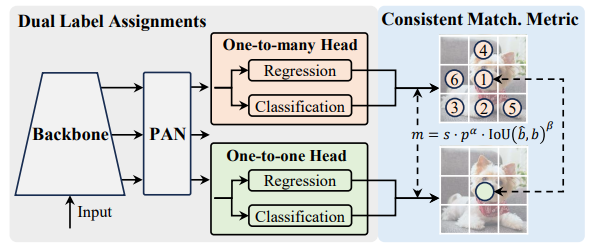 Dual Label Assignments
Consistent Match. Metric
One-to-many Head
Regression
Classification
Backbone
PAN
Input
One-to-one Head
Regression
Classification
4
6 1
3 2 5
m = s · p^α · IoU(b̂, b)^β